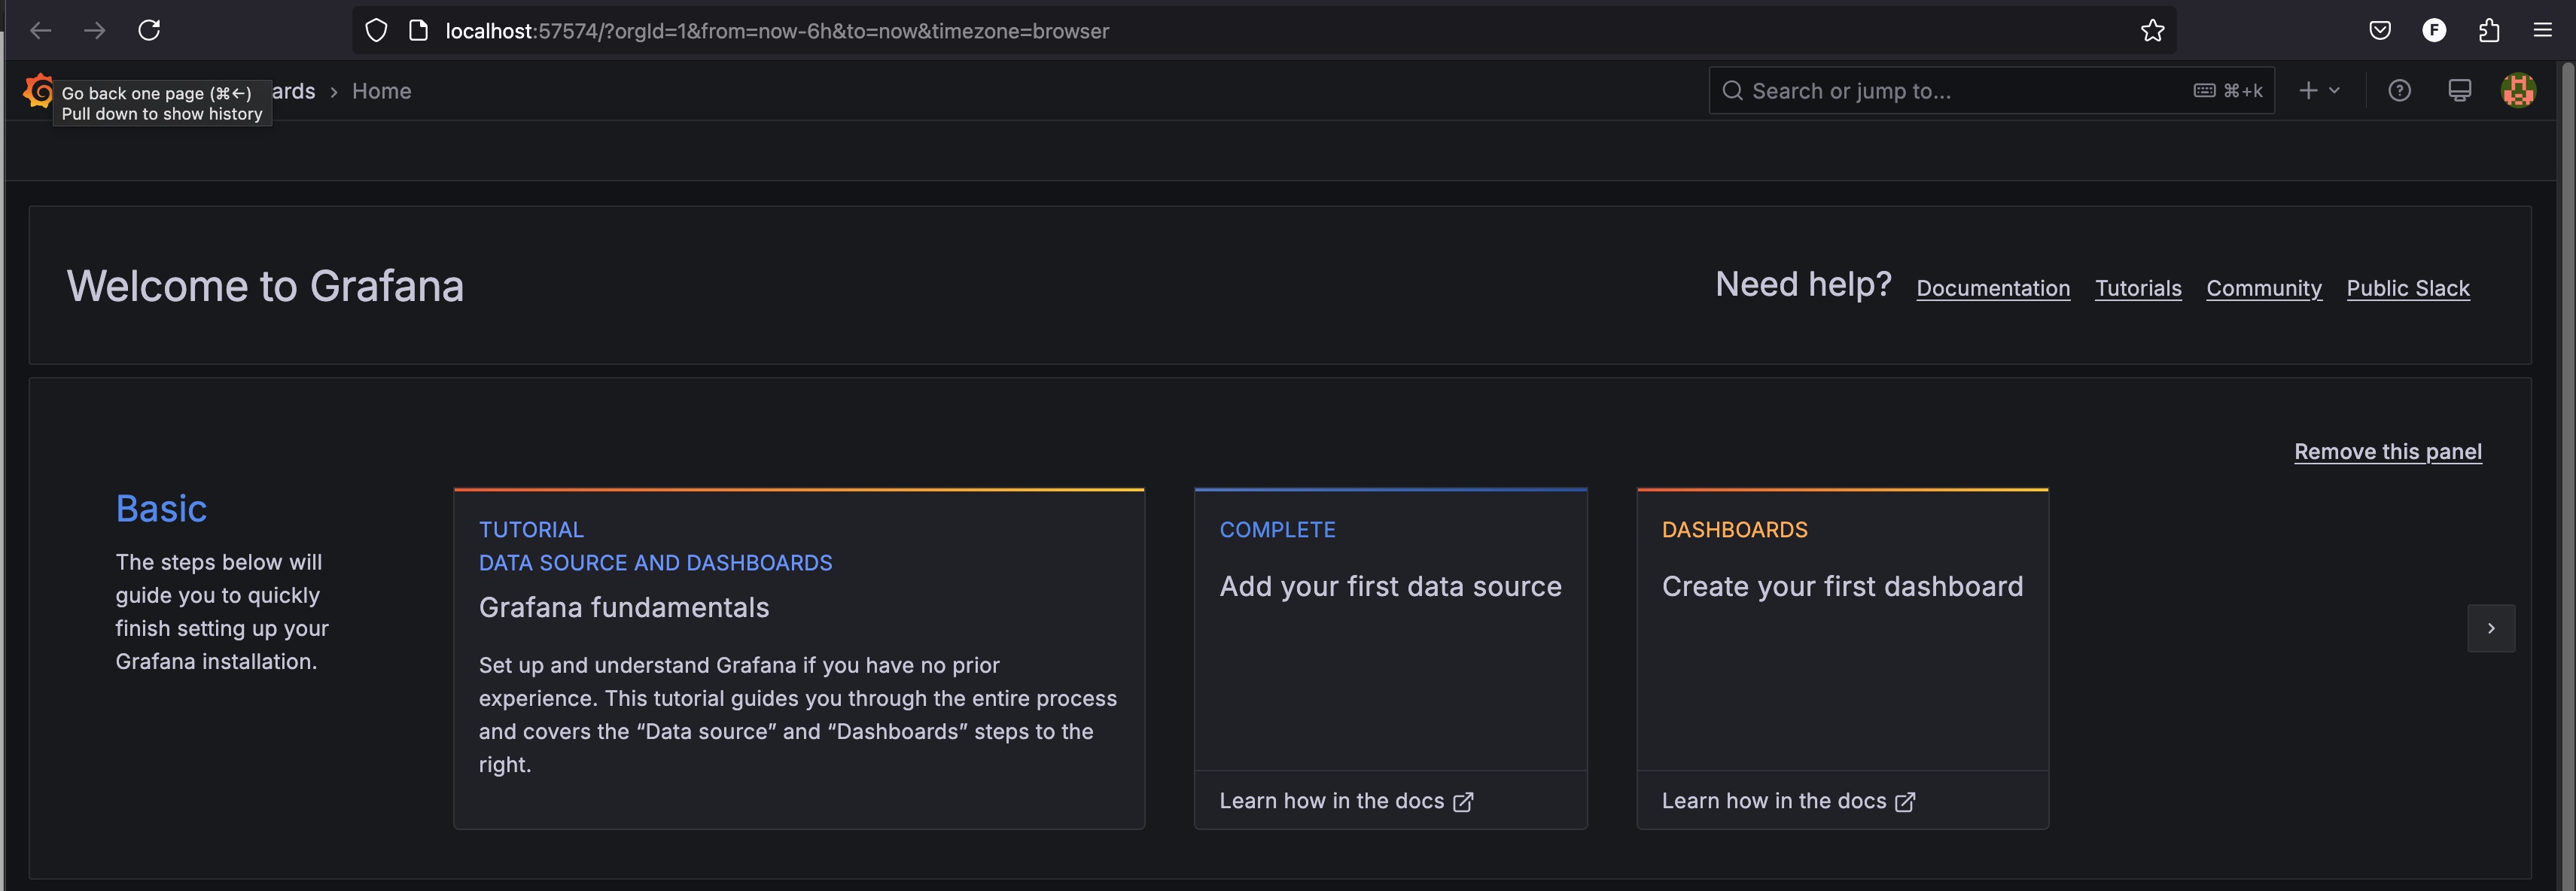 localhost:57574/?orgId=1&from=now-6h&to=now&timezone=browser
F
Go back one page (⌘←)
Pull down to show history
ards › Home
Search or jump to...
⌘+k
Welcome to Grafana
Need help? Documentation Tutorials Community Public Slack
Remove this panel
Basic
The steps below will
guide you to quickly
finish setting up your
Grafana installation.
TUTORIAL
DATA SOURCE AND DASHBOARDS
Grafana fundamentals
Set up and understand Grafana if you have no prior
experience. This tutorial guides you through the entire process
and covers the “Data source” and “Dashboards” steps to the
right.
COMPLETE
Add your first data source
Learn how in the docs
DASHBOARDS
Create your first dashboard
Learn how in the docs